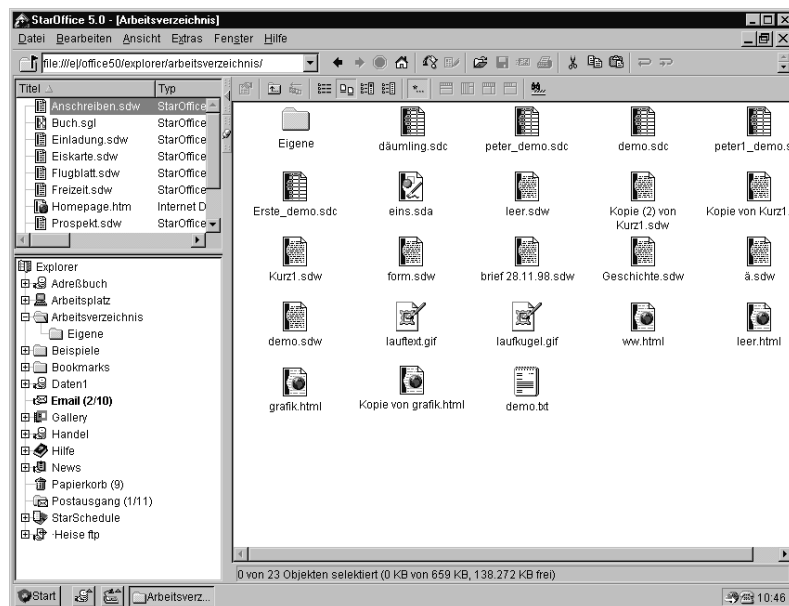 StarOffice 5.0 - [Arbeitsverzeichnis]
Datei Bearbeiten Ansicht Extras Fenster Hilfe
file:///e|/office50/explorer/arbeitsverzeichnis/
Titel Typ
Anschreiben.sdw StarOffice
Buch.sgl StarOffice
Einladung.sdw StarOffice
Eiskarte.sdw StarOffice
Flugblatt.sdw StarOffice
Freizeit.sdw StarOffice
Homepage.htm Internet D
Prospekt.sdw StarOffice
Explorer
Adreßbuch
Arbeitsplatz
Arbeitsverzeichnis
Eigene
Beispiele
Bookmarks
Daten1
Email (2/10)
Gallery
Handel
Hilfe
News
Papierkorb (9)
Postausgang (1/11)
StarSchedule
·Heise ftp
Eigene däumling.sdc peter_demo.sdc demo.sdc peter1_demo.s
Erste_demo.sdc eins.sda leer.sdw Kopie (2) von Kopie von Kurz1.
Kurz1.sdw
Kurz1.sdw form.sdw brief 28.11.98.sdw Geschichte.sdw ä.sdw
demo.sdw lauftext.gif laufkugel.gif ww.html leer.html
grafik.html Kopie von grafik.html demo.txt
0 von 23 Objekten selektiert (0 KB von 659 KB, 138.272 KB frei)
Start Arbeitsverz... 10:46